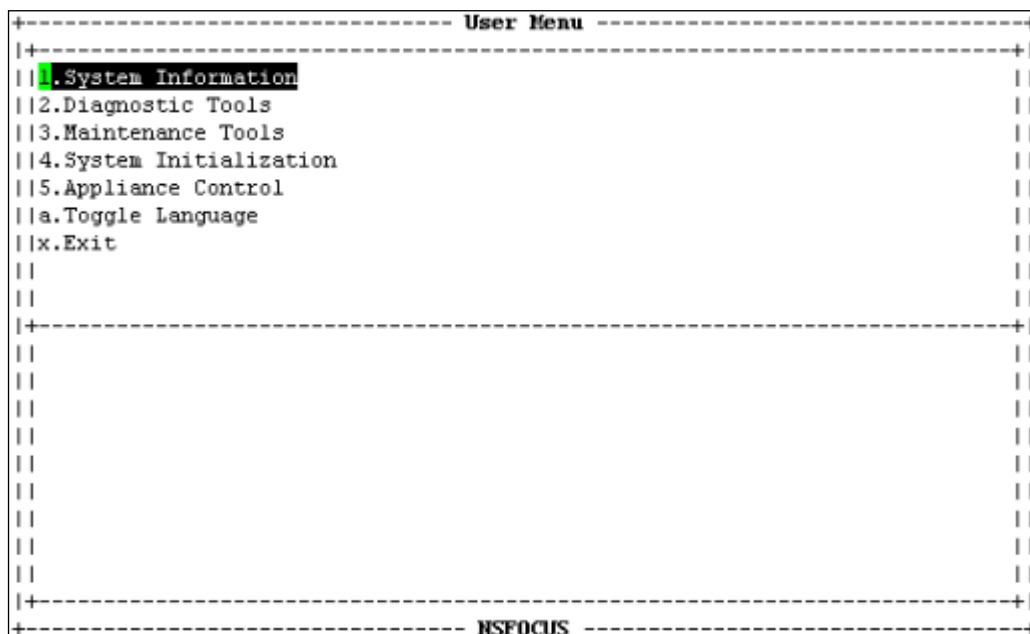 User Menu
1.System Information
2.Diagnostic Tools
3.Maintenance Tools
4.System Initialization
5.Appliance Control
a.Toggle Language
x.Exit
NSFOCUS